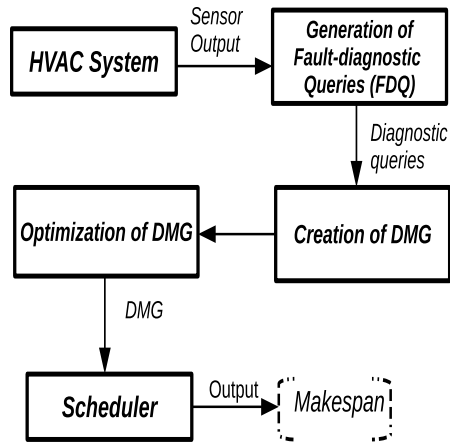 Sensor
Output
HVAC System
Generation of
Fault-diagnostic
Queries (FDQ)
Diagnostic
queries
Optimization of DMG
Creation of DMG
DMG
Scheduler
Output
Makespan